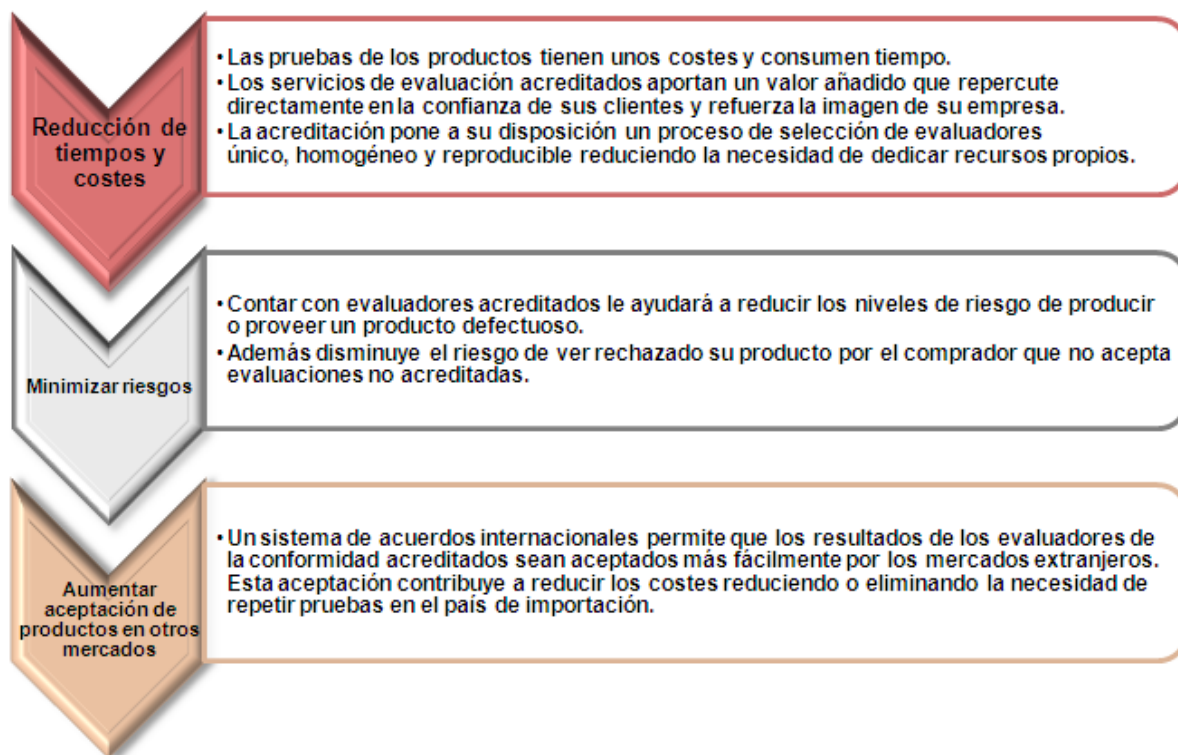 Reducción de
tiempos y
costes
• Las pruebas de los productos tienen unos costes y consumen tiempo.
• Los servicios de evaluación acreditados aportan un valor añadido que repercute
directamente en la confianza de sus clientes y refuerza la imagen de su empresa.
• La acreditación pone a su disposición un proceso de selección de evaluadores
único, homogéneo y reproducible reduciendo la necesidad de dedicar recursos propios.
Minimizar riesgos
• Contar con evaluadores acreditados le ayudará a reducir los niveles de riesgo de producir
o proveer un producto defectuoso.
• Además disminuye el riesgo de ver rechazado su producto por el comprador que no acepta
evaluaciones no acreditadas.
Aumentar
aceptación de
productos en otros
mercados
• Un sistema de acuerdos internacionales permite que los resultados de los evaluadores de
la conformidad acreditados sean aceptados más fácilmente por los mercados extranjeros.
Esta aceptación contribuye a reducir los costes reduciendo o eliminando la necesidad de
repetir pruebas en el país de importación.